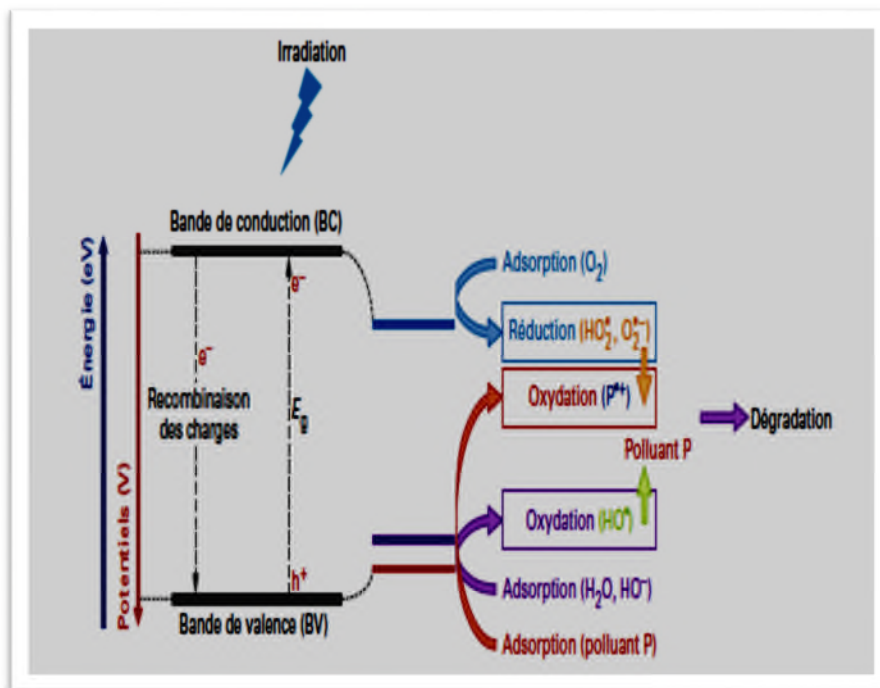 Irradiation
Bande de conduction (BC)
Énergie (eV)
Potentiels (V)
e⁻
e⁻
Recombinaison
des charges
E_g
h⁺
Bande de valence (BV)
Adsorption (O₂)
Réduction (HO₂•, O₂•⁻)
Oxydation (P•⁺)
Dégradation
Polluant P
Oxydation (HO•)
Adsorption (H₂O, HO⁻)
Adsorption (polluant P)